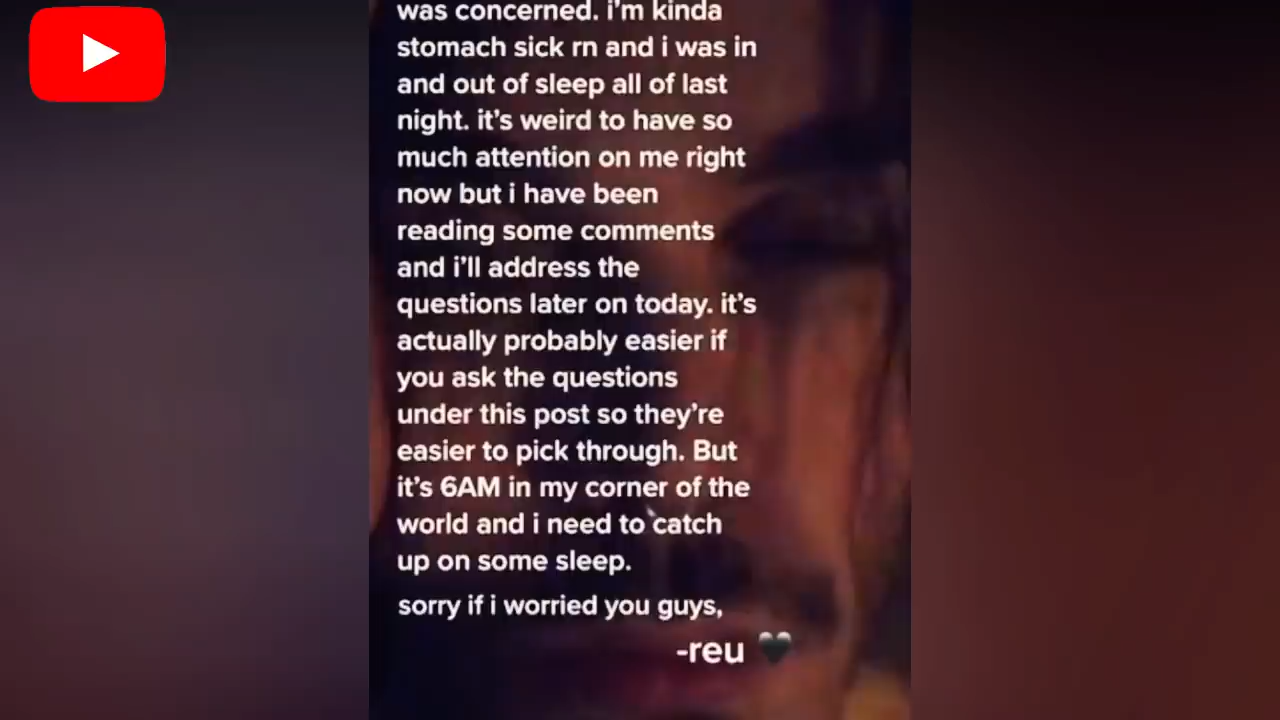 was concerned. i'm kinda
stomach sick rn and i was in
and out of sleep all of last
night. it's weird to have so
much attention on me right
now but i have been
reading some comments
and i'll address the
questions later on today. it's
actually probably easier if
you ask the questions
under this post so they're
easier to pick through. But
it's 6AM in my corner of the
world and i need to catch
up on some sleep.
sorry if i worried you guys,
-reu 🖤